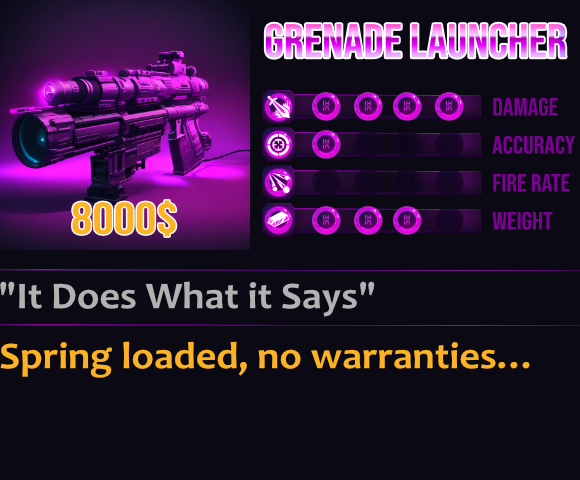 GRENADE LAUNCHER
DAMAGE
ACCURACY
FIRE RATE
WEIGHT
8000$
"It Does What it Says"
Spring loaded, no warranties...